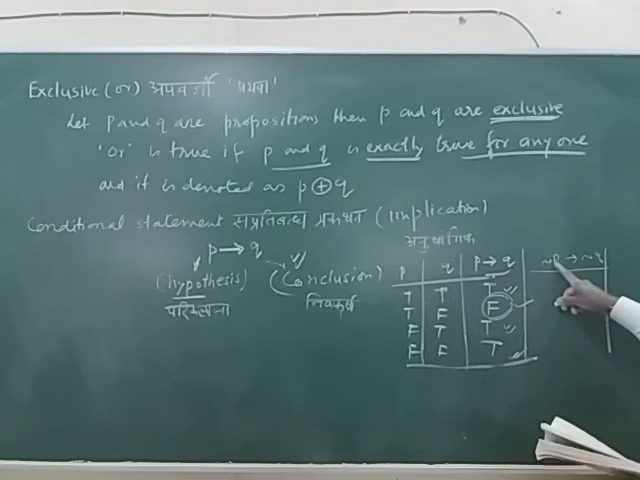 Exclusive (or) अपवर्जी 'अथवा'
Let p and q are propositions then p and q are exclusive
'or' is true if p and q is exactly true for any one
and it is denoted as p ⊕ q
Conditional statement सप्रतिबन्ध प्रकथन (Implication)
p → q
(hypothesis) (Conclusion)
परिकल्पना निष्कर्ष
p q p → q ~p → ~q
T T T
T F F
F T T
F F T